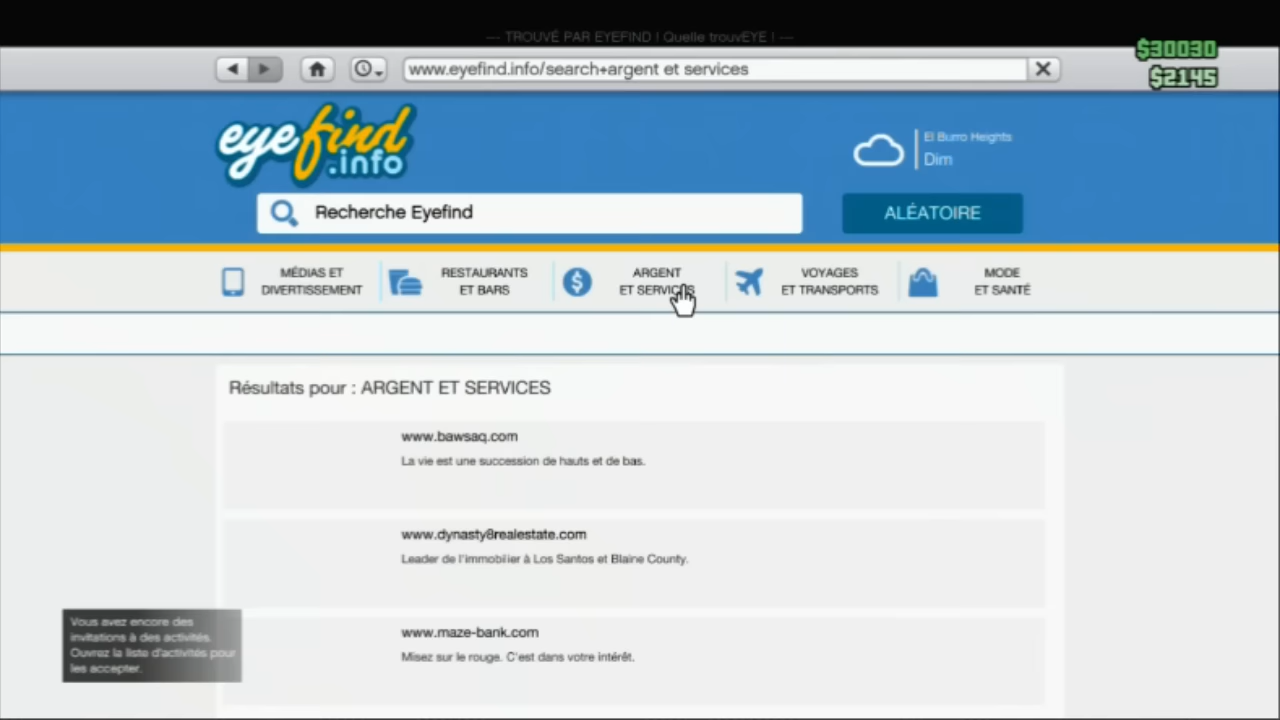 --- TROUVÉ PAR EYEFIND ! Quelle trouvEYE ! ---
$30030
www.eyefind.info/search+argent et services
$2145
eyefind
.info
El Burro Heights
Dim
Recherche Eyefind
ALÉATOIRE
MÉDIAS ET
DIVERTISSEMENT
RESTAURANTS
ET BARS
ARGENT
ET SERVICES
VOYAGES
ET TRANSPORTS
MODE
ET SANTÉ
Résultats pour : ARGENT ET SERVICES
www.bawsaq.com
La vie est une succession de hauts et de bas.
www.dynasty8realestate.com
Leader de l'immobilier à Los Santos et Blaine County.
www.maze-bank.com
Misez sur le rouge. C'est dans votre intérêt.
Vous avez encore des
invitations à des activités.
Ouvrez la liste d'activités pour
les accepter.